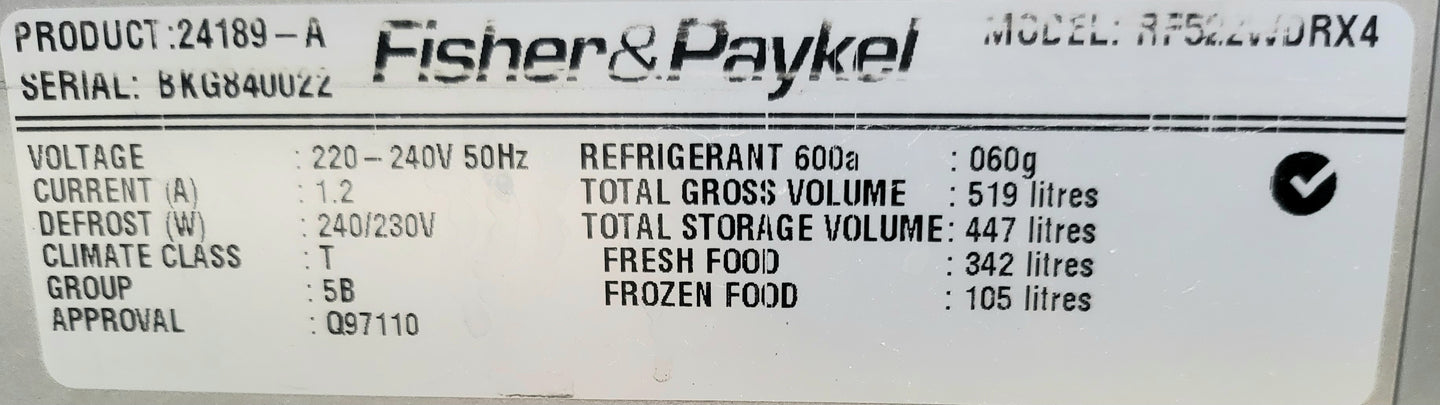 PRODUCT:24189-A
Fisher&Paykel
MODEL: RF522WDRX4
SERIAL: BKG840022
VOLTAGE : 220-240V 50Hz
CURRENT (A) : 1.2
DEFROST (W) : 240/230V
CLIMATE CLASS : T
GROUP : 5B
APPROVAL : Q97110
REFRIGERANT 600a : 060g
TOTAL GROSS VOLUME : 519 litres
TOTAL STORAGE VOLUME: 447 litres
FRESH FOOD : 342 litres
FROZEN FOOD : 105 litres